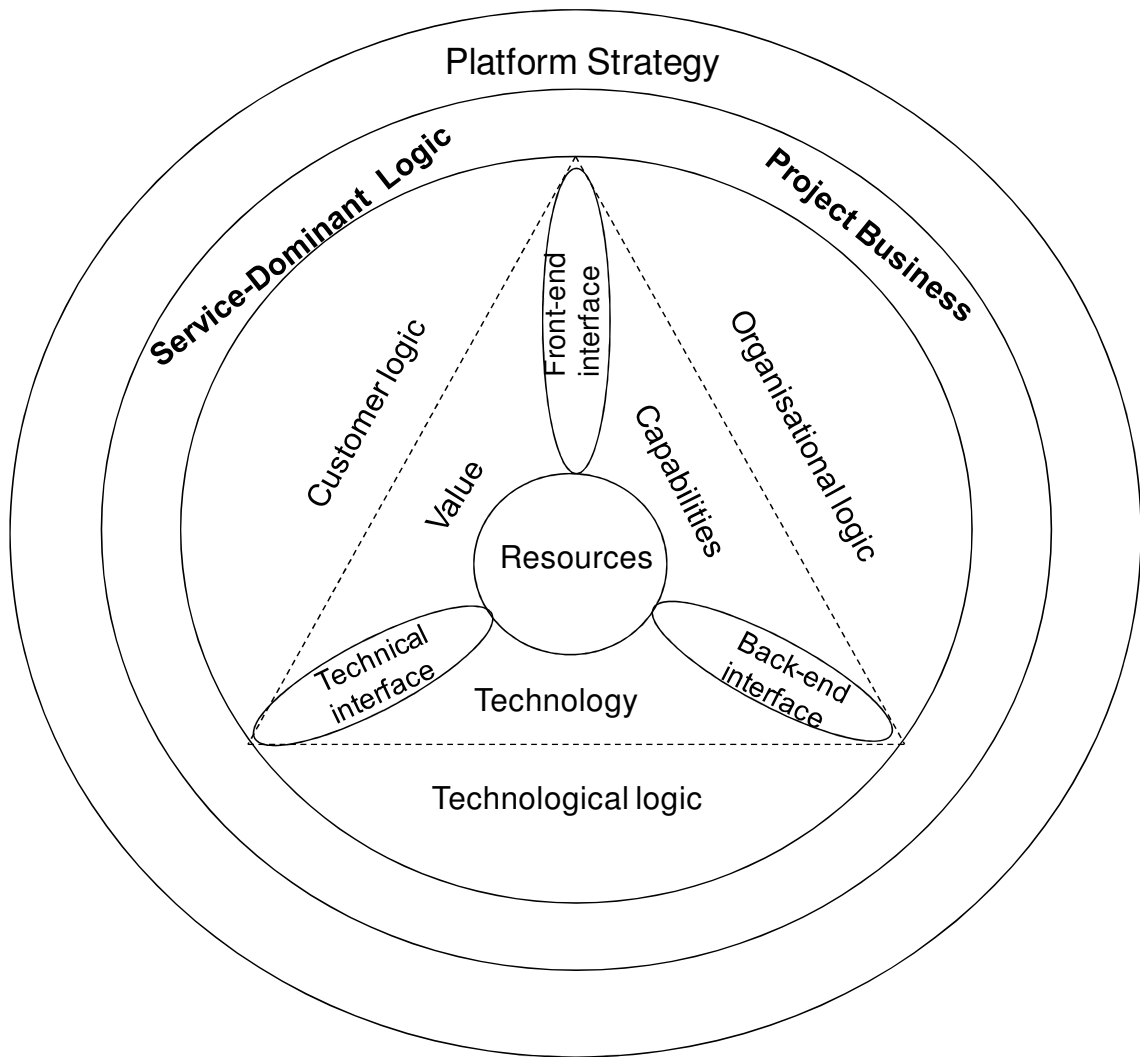 Platform Strategy
Service-Dominant Logic
Project Business
Front-end
interface
Customer logic
Organisational logic
Value
Capabilities
Resources
Technical
interface
Back-end
interface
Technology
Technological logic